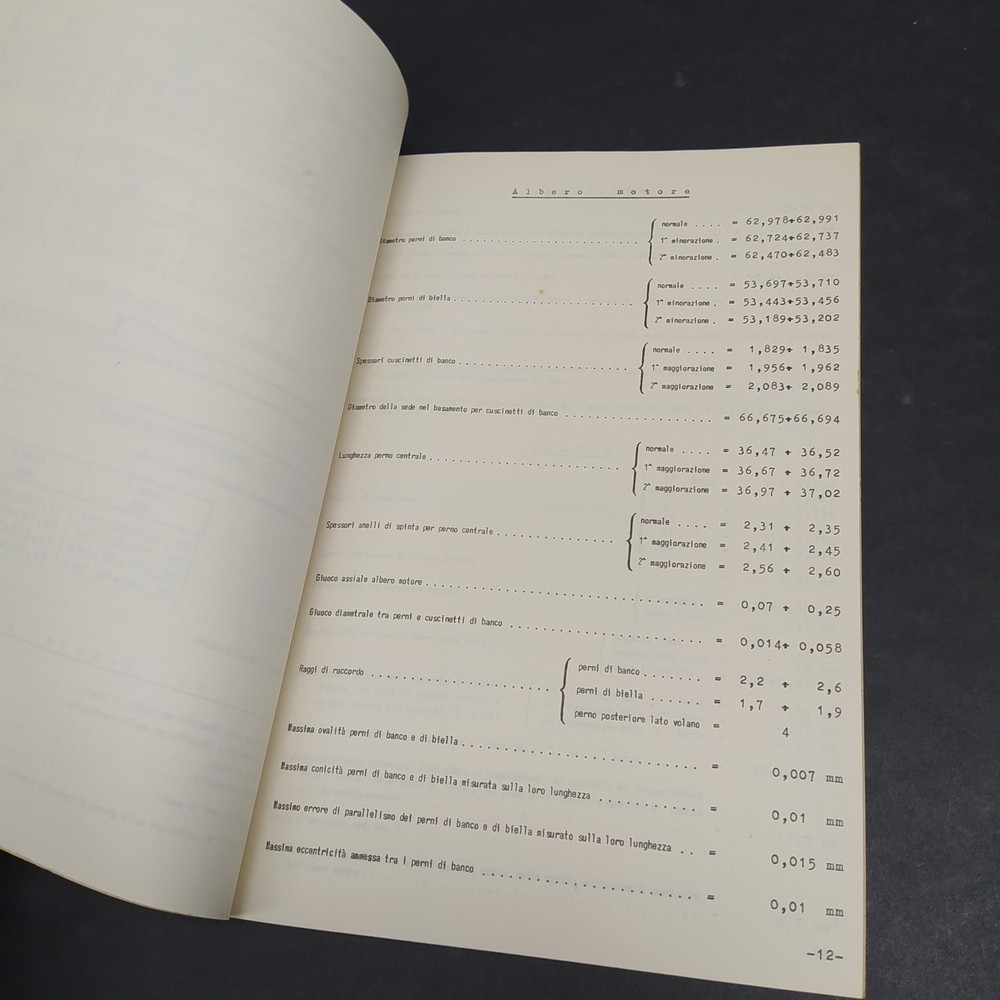 Albero motore
Diametro perni di banco .......... normale .... = 62,978÷62,991
1ª minorazione . = 62,724÷62,737
2ª minorazione . = 62,470÷62,483
Diametro perni di biella .......... normale .... = 53,697÷53,710
1ª minorazione . = 53,443÷53,456
2ª minorazione . = 53,189÷53,202
Spessori cuscinetti di banco .......... normale .... = 1,829÷ 1,835
1ª maggiorazione = 1,956÷ 1,962
2ª maggiorazione = 2,083÷ 2,089
Diametro della sede nel basamento per cuscinetti di banco .......... = 66,675÷66,694
Lunghezza perno centrale .......... normale .... = 36,47 ÷ 36,52
1ª maggiorazione = 36,67 ÷ 36,72
2ª maggiorazione = 36,97 ÷ 37,02
Spessori anelli di spinta per perno centrale .......... normale .... = 2,31 ÷ 2,35
1ª maggiorazione = 2,41 ÷ 2,45
2ª maggiorazione = 2,56 ÷ 2,60
Giuoco assiale albero motore .......... = 0,07 ÷ 0,25
Giuoco diametrale tra perni e cuscinetti di banco .......... = 0,014÷ 0,058
Raggi di raccordo .......... perni di banco ....... = 2,2 ÷ 2,6
perni di biella ...... = 1,7 ÷ 1,9
perno posteriore lato volano = 4
Massima ovalità perni di banco e di biella .......... = 0,007 mm
Massima conicità perni di banco e di biella misurata sulla loro lunghezza .......... = 0,01 mm
Massimo errore di parallelismo dei perni di banco e di biella misurato sulla loro lunghezza .. = 0,015 mm
Massima eccentricità ammessa tra i perni di banco .......... = 0,01 mm
-12-